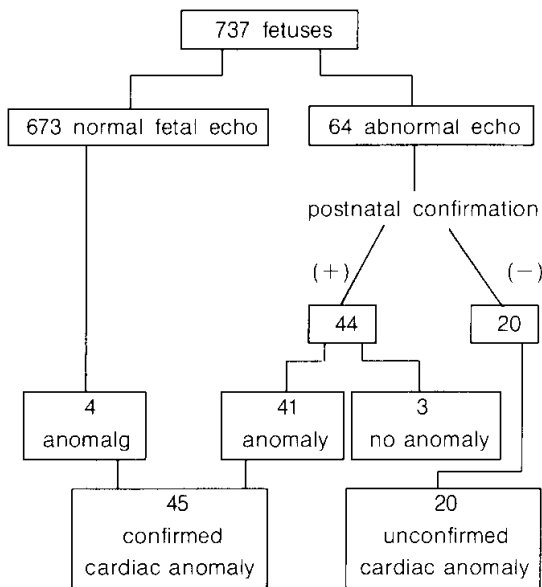 737 fetuses
673 normal fetal echo
64 abnormal echo
postnatal confirmation
(+)
(−)
44
20
4
anomalg
41
anomaly
3
no anomaly
45
confirmed
cardiac anomaly
20
unconfirmed
cardiac anomaly